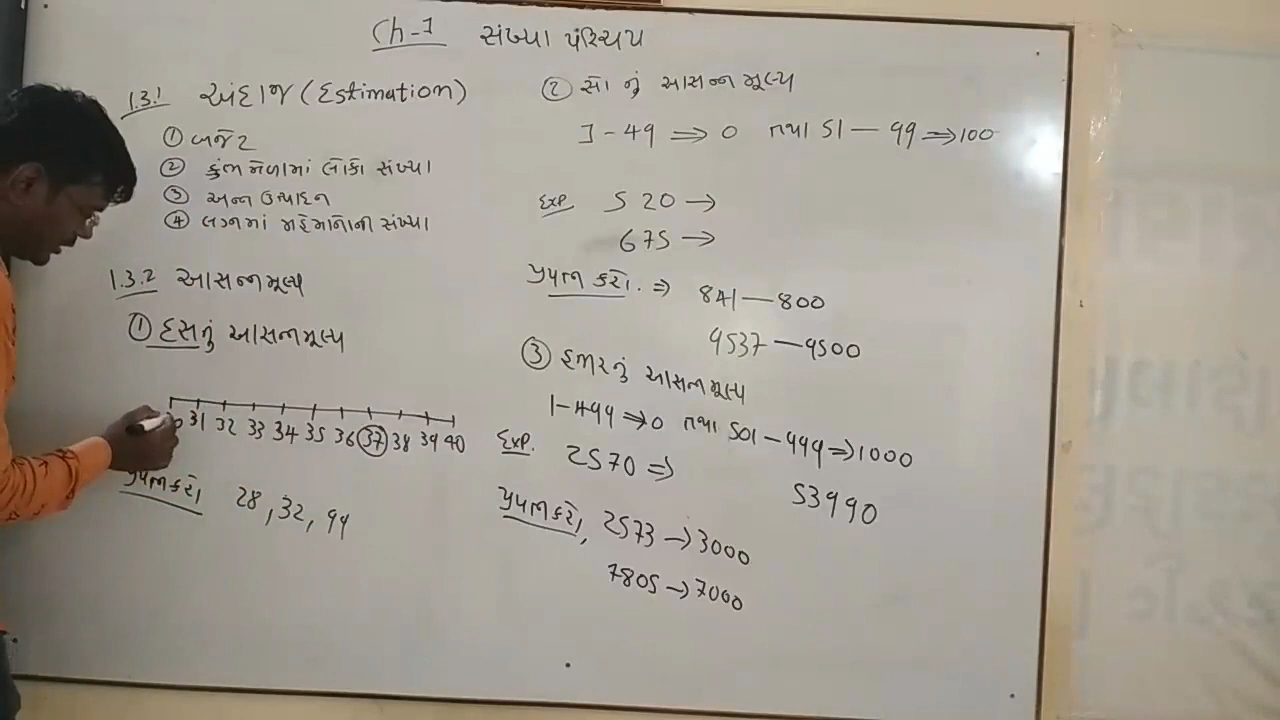 Ch-1 સંખ્યા પરિચય
1.3.1 અંદાજ (Estimation)
① બજેટ
② કુંભ મેળામાં લોકો સંખ્યા
③ અન્ન ઉત્પાદન
④ લગ્નમાં મહેમાનોની સંખ્યા
1.3.2 આસન્નમૂલ્ય
① દસનું આસન્નમૂલ્ય
31 32 33 34 35 36 37 38 39 40
પ્રયત્ન કરો
28, 32, 94
② સો નું આસન્નમૂલ્ય
1-49 ⇒ 0 તથા 51 — 99 ⇒ 100
Exp 520 →
675 →
પ્રયત્ન કરો. ⇒ 841 — 800
9537 — 9500
③ હજારનું આસન્નમૂલ્ય
1-499 ⇒ 0 તથા 501 - 999 ⇒ 1000
Exp. 2570 ⇒
53990
પ્રયત્ન કરો, 2573 → 3000
7805 → 7000